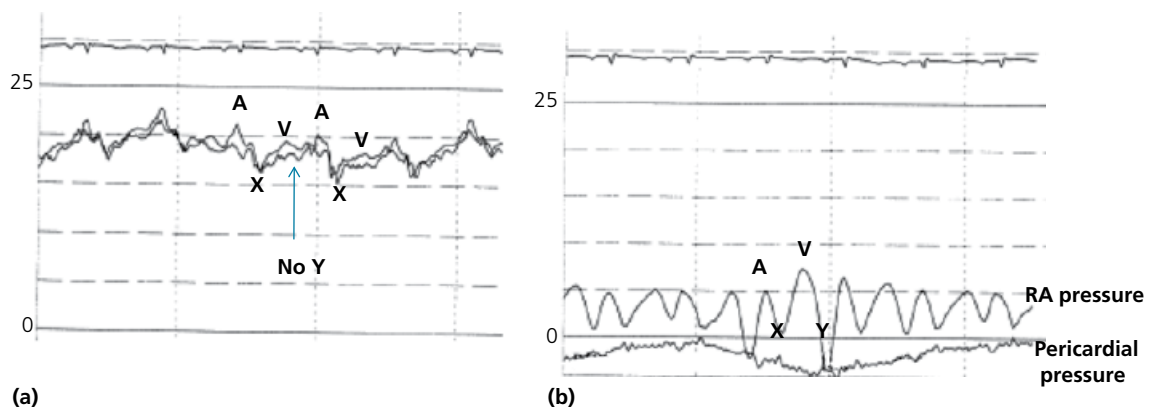 25
A
V
A
V
X
X
No Y
0
(a)
25
V
A
RA pressure
X
Y
0
Pericardial
pressure
(b)